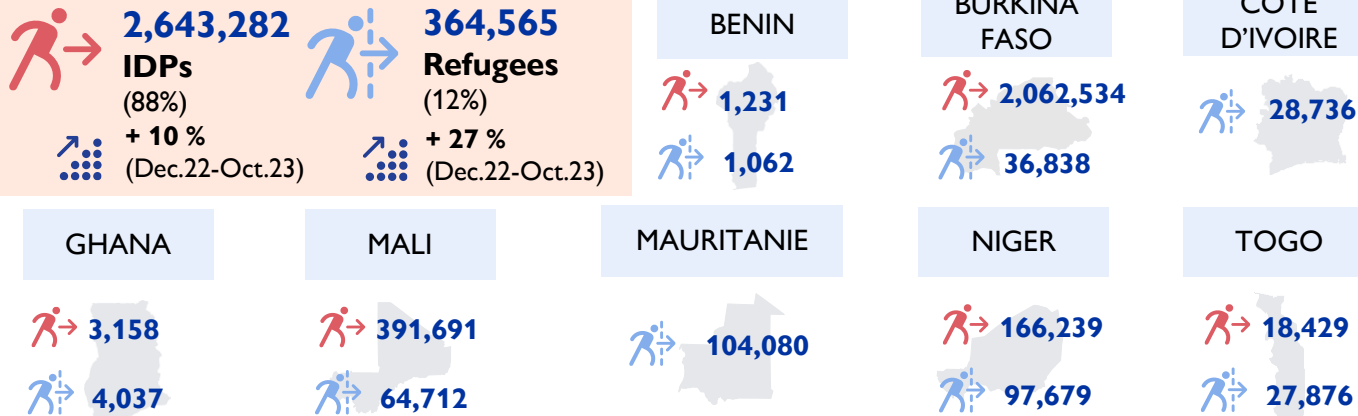 2,643,282
IDPs
(88%)
+ 10 %
(Dec.22-Oct.23)
364,565
Refugees
(12%)
+ 27 %
(Dec.22-Oct.23)
BENIN
1,231
1,062
BURKINA
FASO
2,062,534
36,838
COTE
D’IVOIRE
28,736
GHANA
3,158
4,037
MALI
391,691
64,712
MAURITANIE
104,080
NIGER
166,239
97,679
TOGO
18,429
27,876